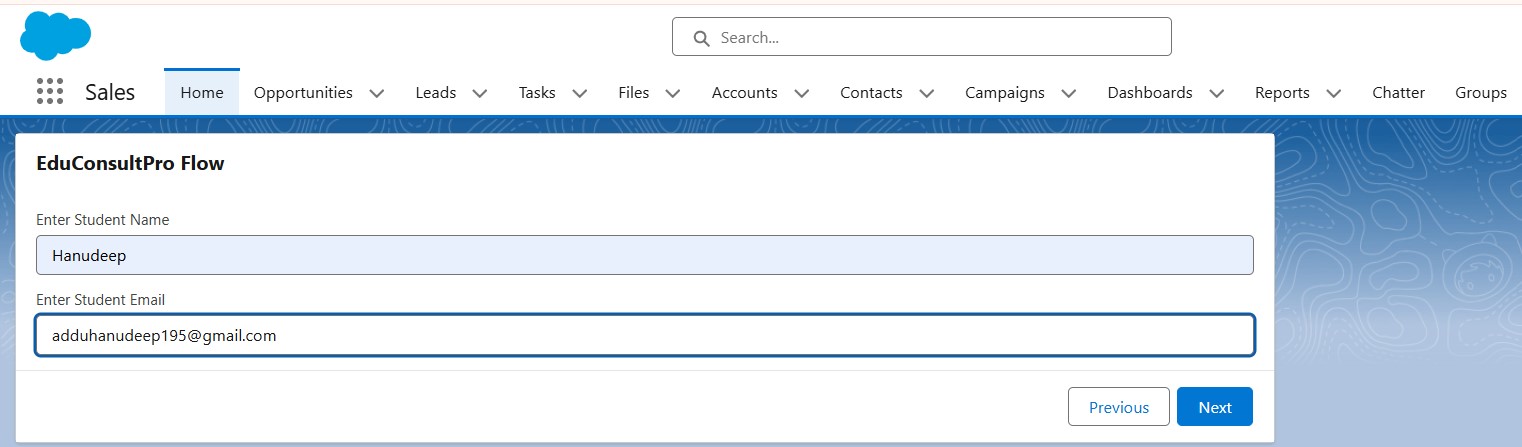 Search...
Sales Home Opportunities Leads Tasks Files Accounts Contacts Campaigns Dashboards Reports Chatter Groups
EduConsultPro Flow
Enter Student Name
Hanudeep
Enter Student Email
adduhanudeep195@gmail.com
Previous Next